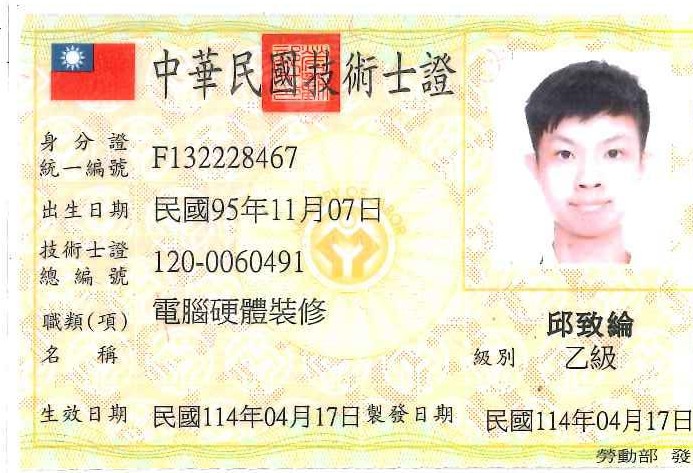 中華民國技術士證
身分證
統一編號 F132228467
出生日期 民國95年11月07日
技術士證
總編號 120-0060491
職類(項)
名稱 電腦硬體裝修
邱致綸
級別 乙級
生效日期 民國114年04月17日 製發日期 民國114年04月17日
勞動部 發